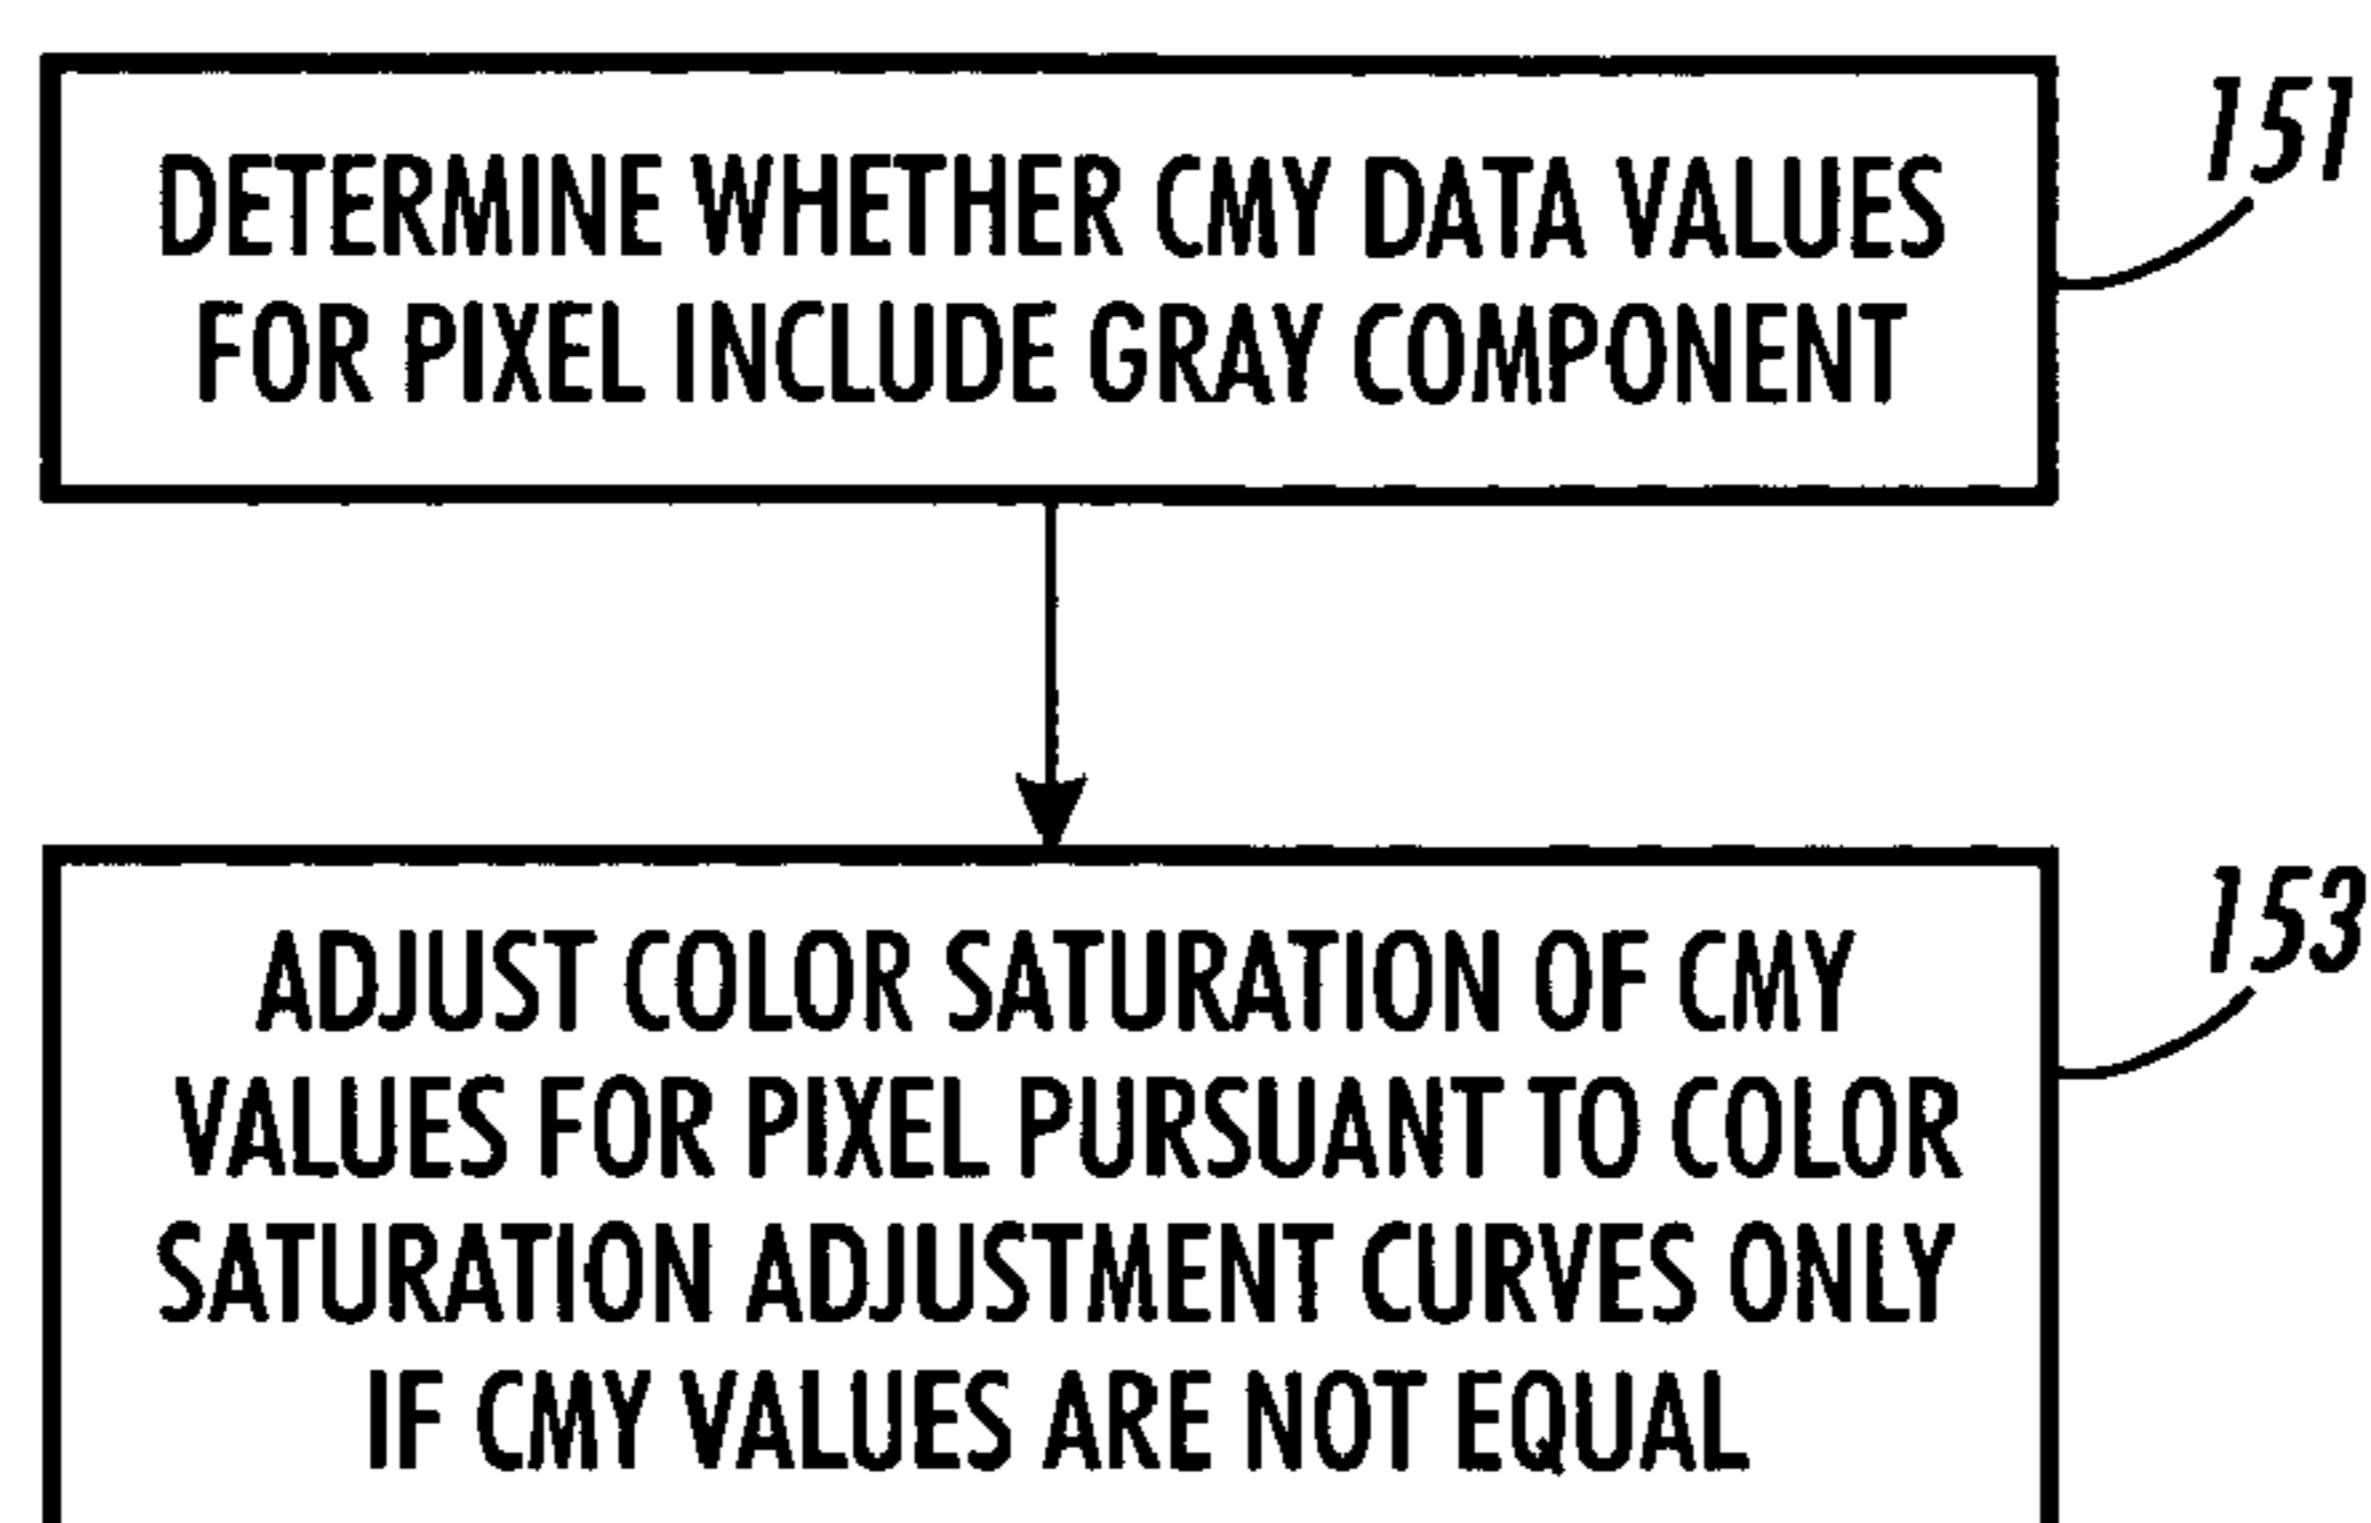 DETERMINE WHETHER CMY DATA VALUES
FOR PIXEL INCLUDE GRAY COMPONENT
151
ADJUST COLOR SATURATION OF CMY
VALUES FOR PIXEL PURSUANT TO COLOR
SATURATION ADJUSTMENT CURVES ONLY
IF CMY VALUES ARE NOT EQUAL
153